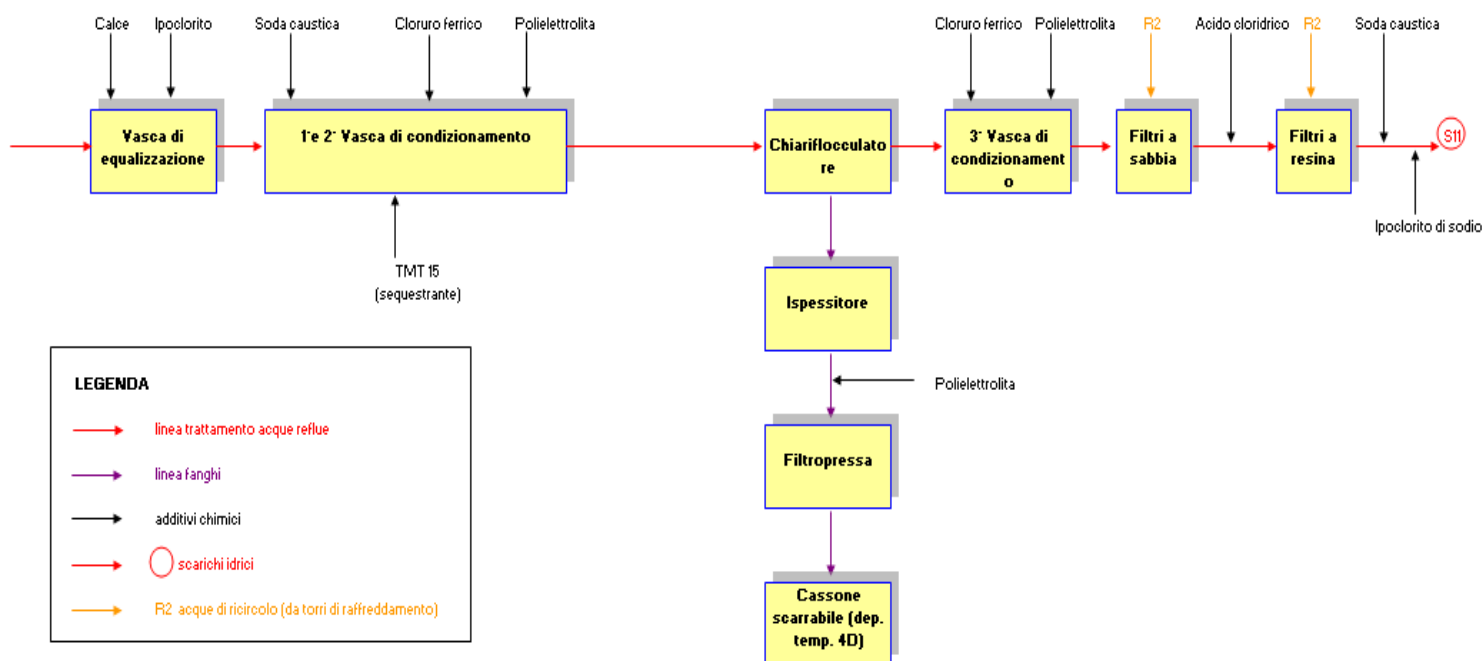 Calce
Ipoclorito
Soda caustica
Cloruro ferrico
Polielettrolita
Cloruro ferrico
Polielettrolita
R2
Acido cloridrico
R2
Soda caustica
Vasca di
equalizzazione
1ˆe 2ˆ Vasca di condizionamento
Chiariflocculato
re
3ˆ Vasca di
condizionament
o
Filtri a
sabbia
Filtri a
resina
S11
Ipoclorito di sodio
TMT 15
(sequestrante)
Ispessitore
Polielettrolita
Filtropressa
Cassone
scarrabile (dep.
temp. 4D)
LEGENDA
linea trattamento acque reflue
linea fanghi
additivi chimici
scarichi idrici
R2 acque di ricircolo (da torri di raffreddamento)